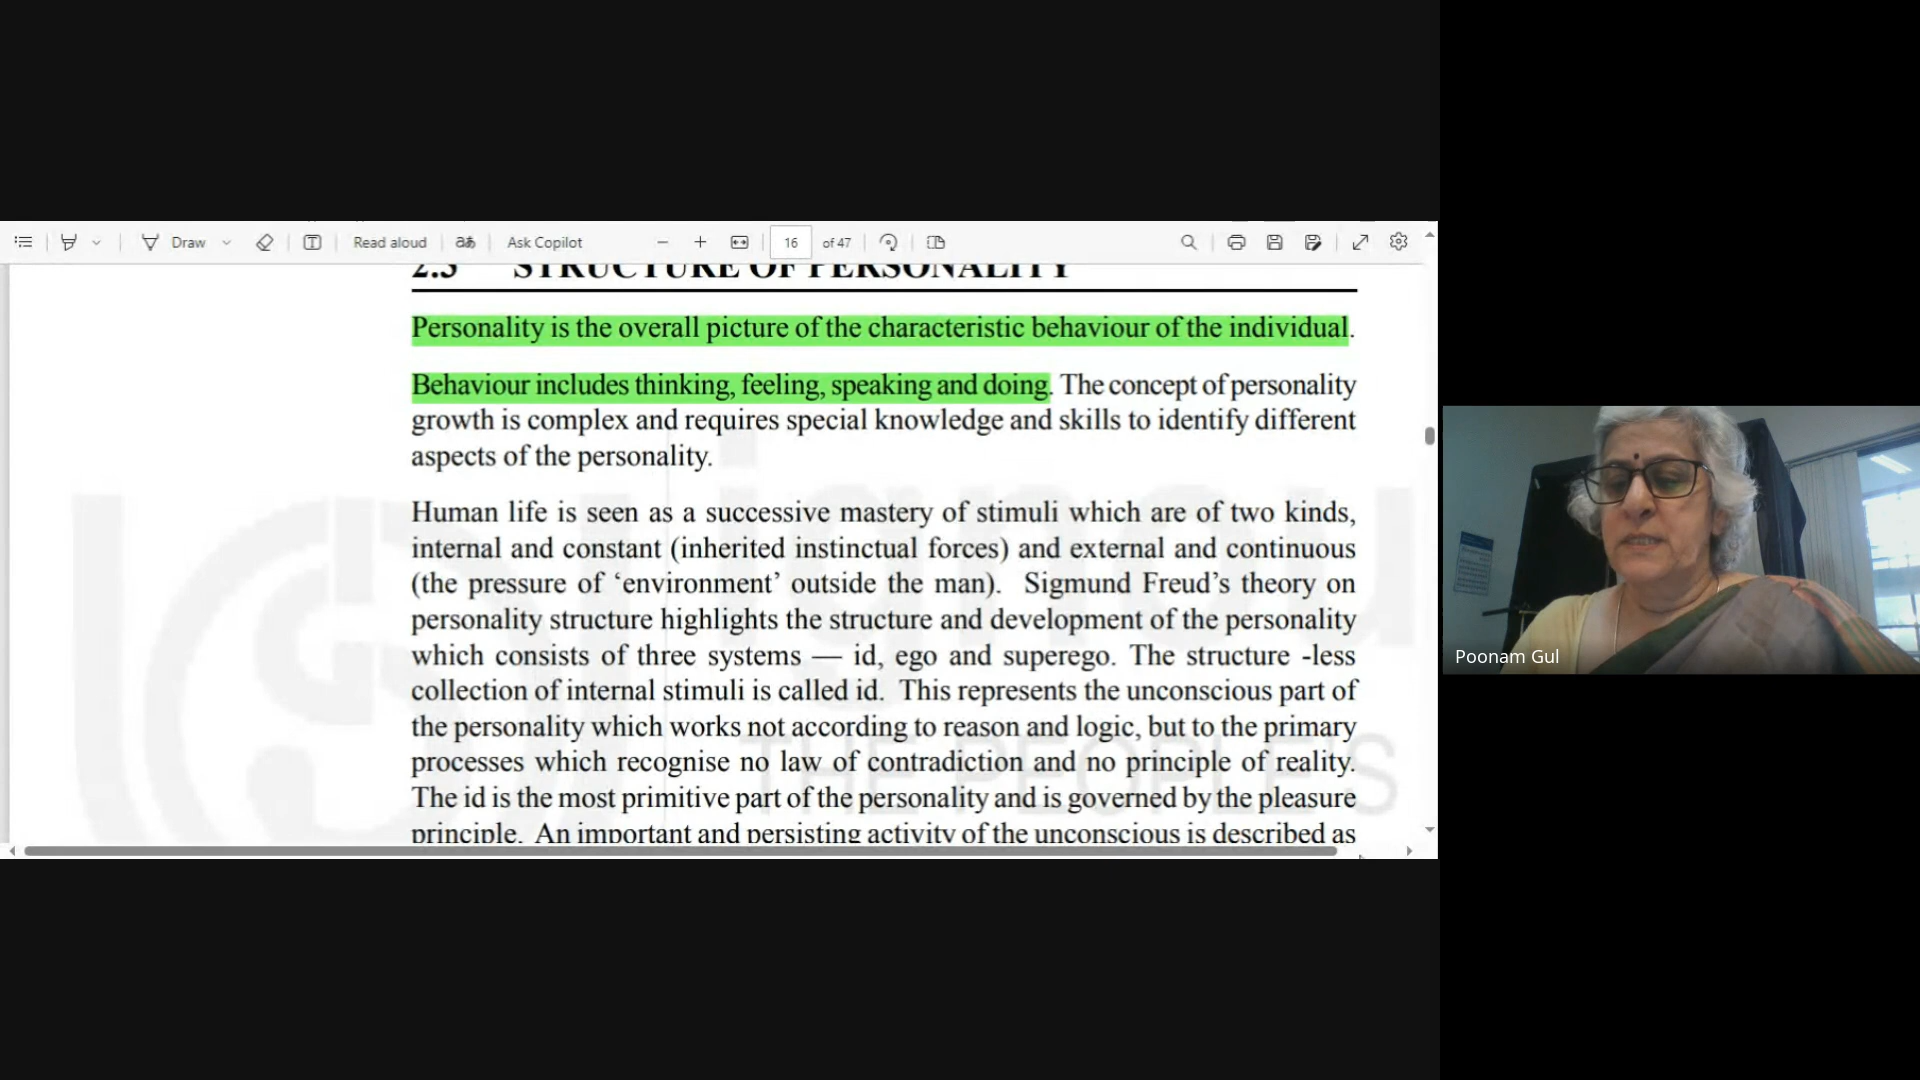 Draw
Read aloud
Ask Copilot
16
of 47
2.3 STRUCTURE OF PERSONALITY
Personality is the overall picture of the characteristic behaviour of the individual.
Behaviour includes thinking, feeling, speaking and doing. The concept of personality
growth is complex and requires special knowledge and skills to identify different
aspects of the personality.
Human life is seen as a successive mastery of stimuli which are of two kinds,
internal and constant (inherited instinctual forces) and external and continuous
(the pressure of ‘environment’ outside the man). Sigmund Freud’s theory on
personality structure highlights the structure and development of the personality
which consists of three systems — id, ego and superego. The structure -less
collection of internal stimuli is called id. This represents the unconscious part of
the personality which works not according to reason and logic, but to the primary
processes which recognise no law of contradiction and no principle of reality.
The id is the most primitive part of the personality and is governed by the pleasure
principle. An important and persisting activity of the unconscious is described as
ignou
THE PEOPLE'S
Poonam Gul